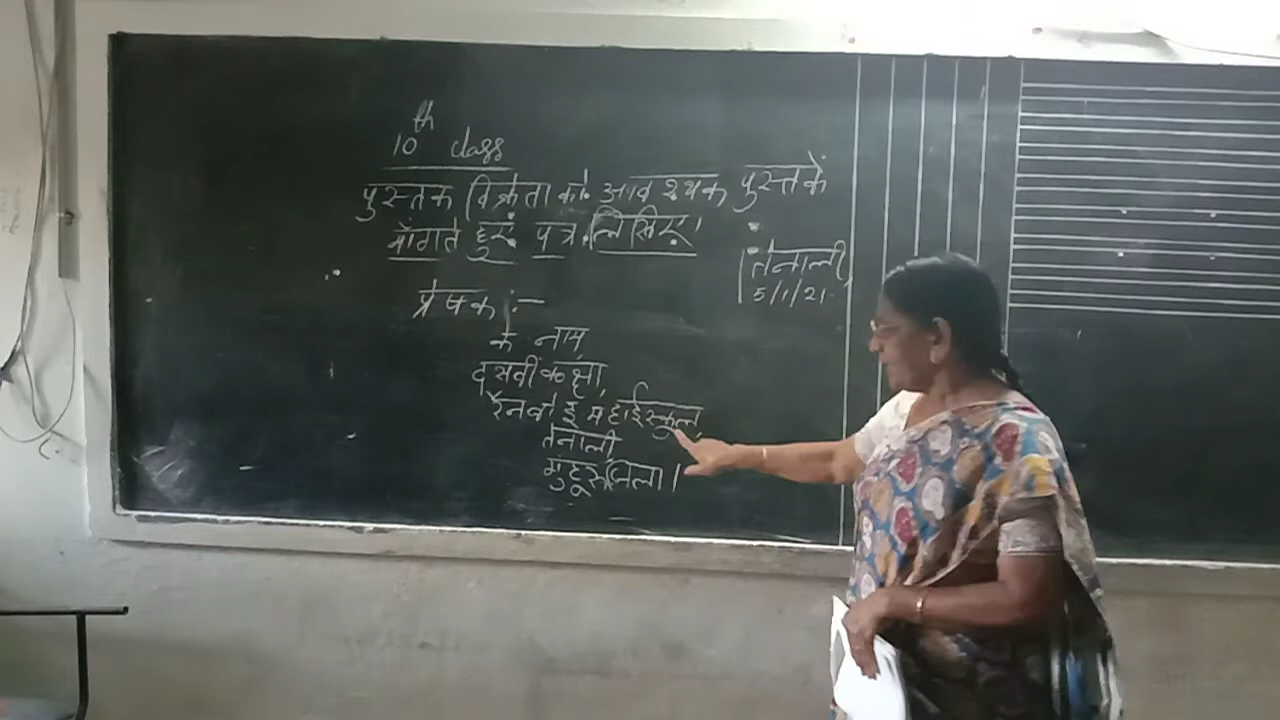 10th class
पुस्तक विक्रेता को आवश्यक पुस्तकें
माँगते हुए पत्र लिखिए।
तेनाली,
5/1/21.
प्रेषक :-
के नाम,
दसवीं कक्षा,
रेनबो इ म हाईस्कूल,
तेनाली,
गुंटूर जिला।